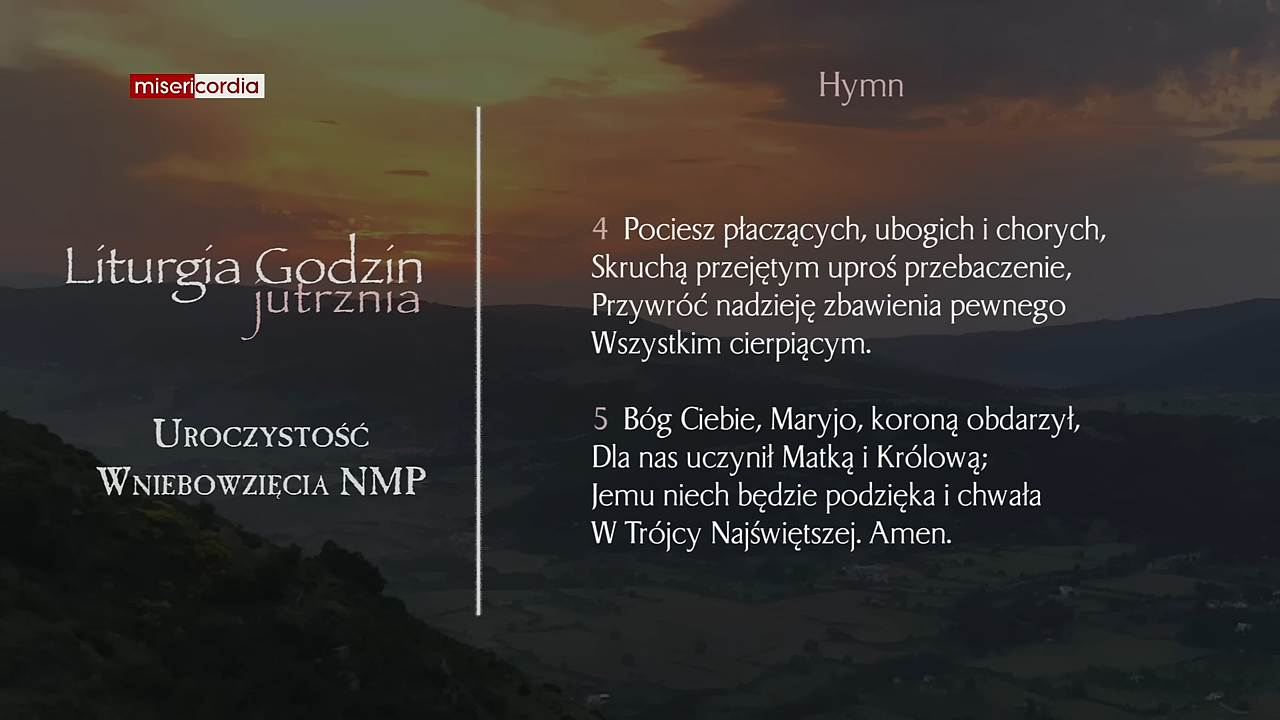 misericordia
Liturgia Godzin
jutrznia
Uroczystość
Wniebowzięcia NMP
Hymn
4 Pociesz płaczących, ubogich i chorych,
Skruchą przejętym uproś przebaczenie,
Przywróć nadzieję zbawienia pewnego
Wszystkim cierpiącym.
5 Bóg Ciebie, Maryjo, koroną obdarzył,
Dla nas uczynił Matką i Królową;
Jemu niech będzie podzięka i chwała
W Trójcy Najświętszej. Amen.